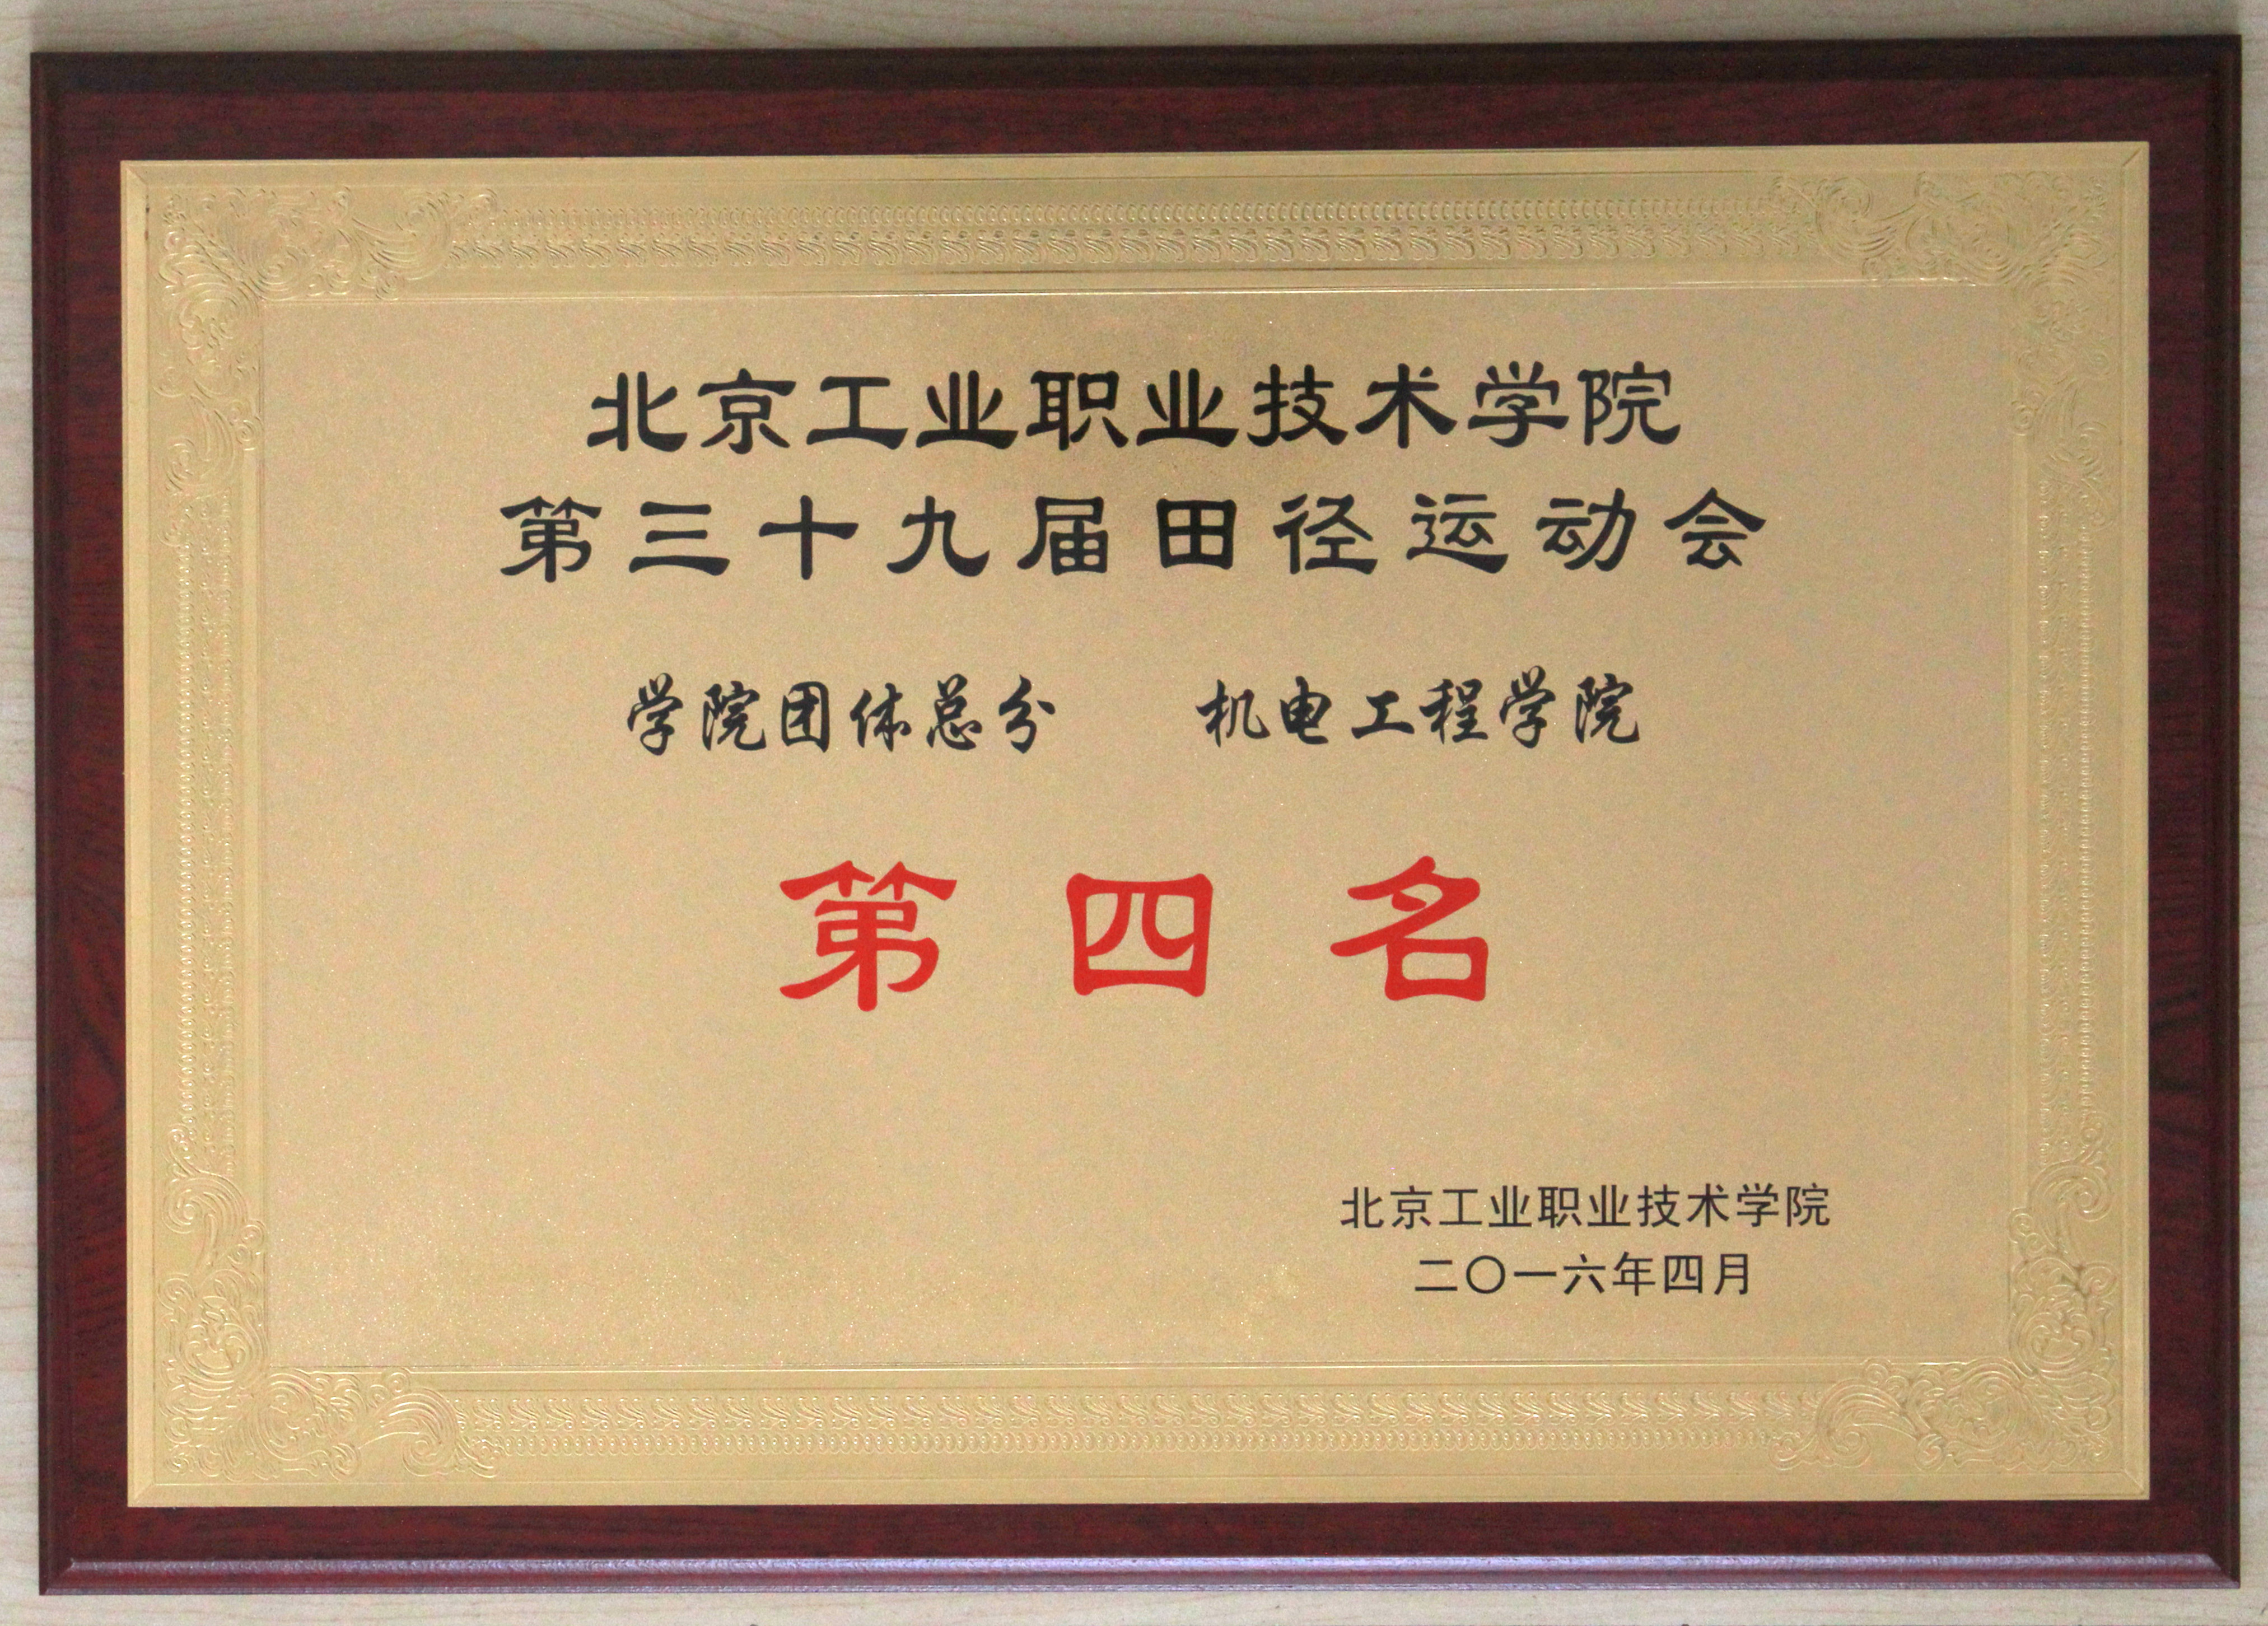 北京工业职业技术学院
第三十九届田径运动会
学院团体总分 机电工程学院
第四名
北京工业职业技术学院
二〇一六年四月